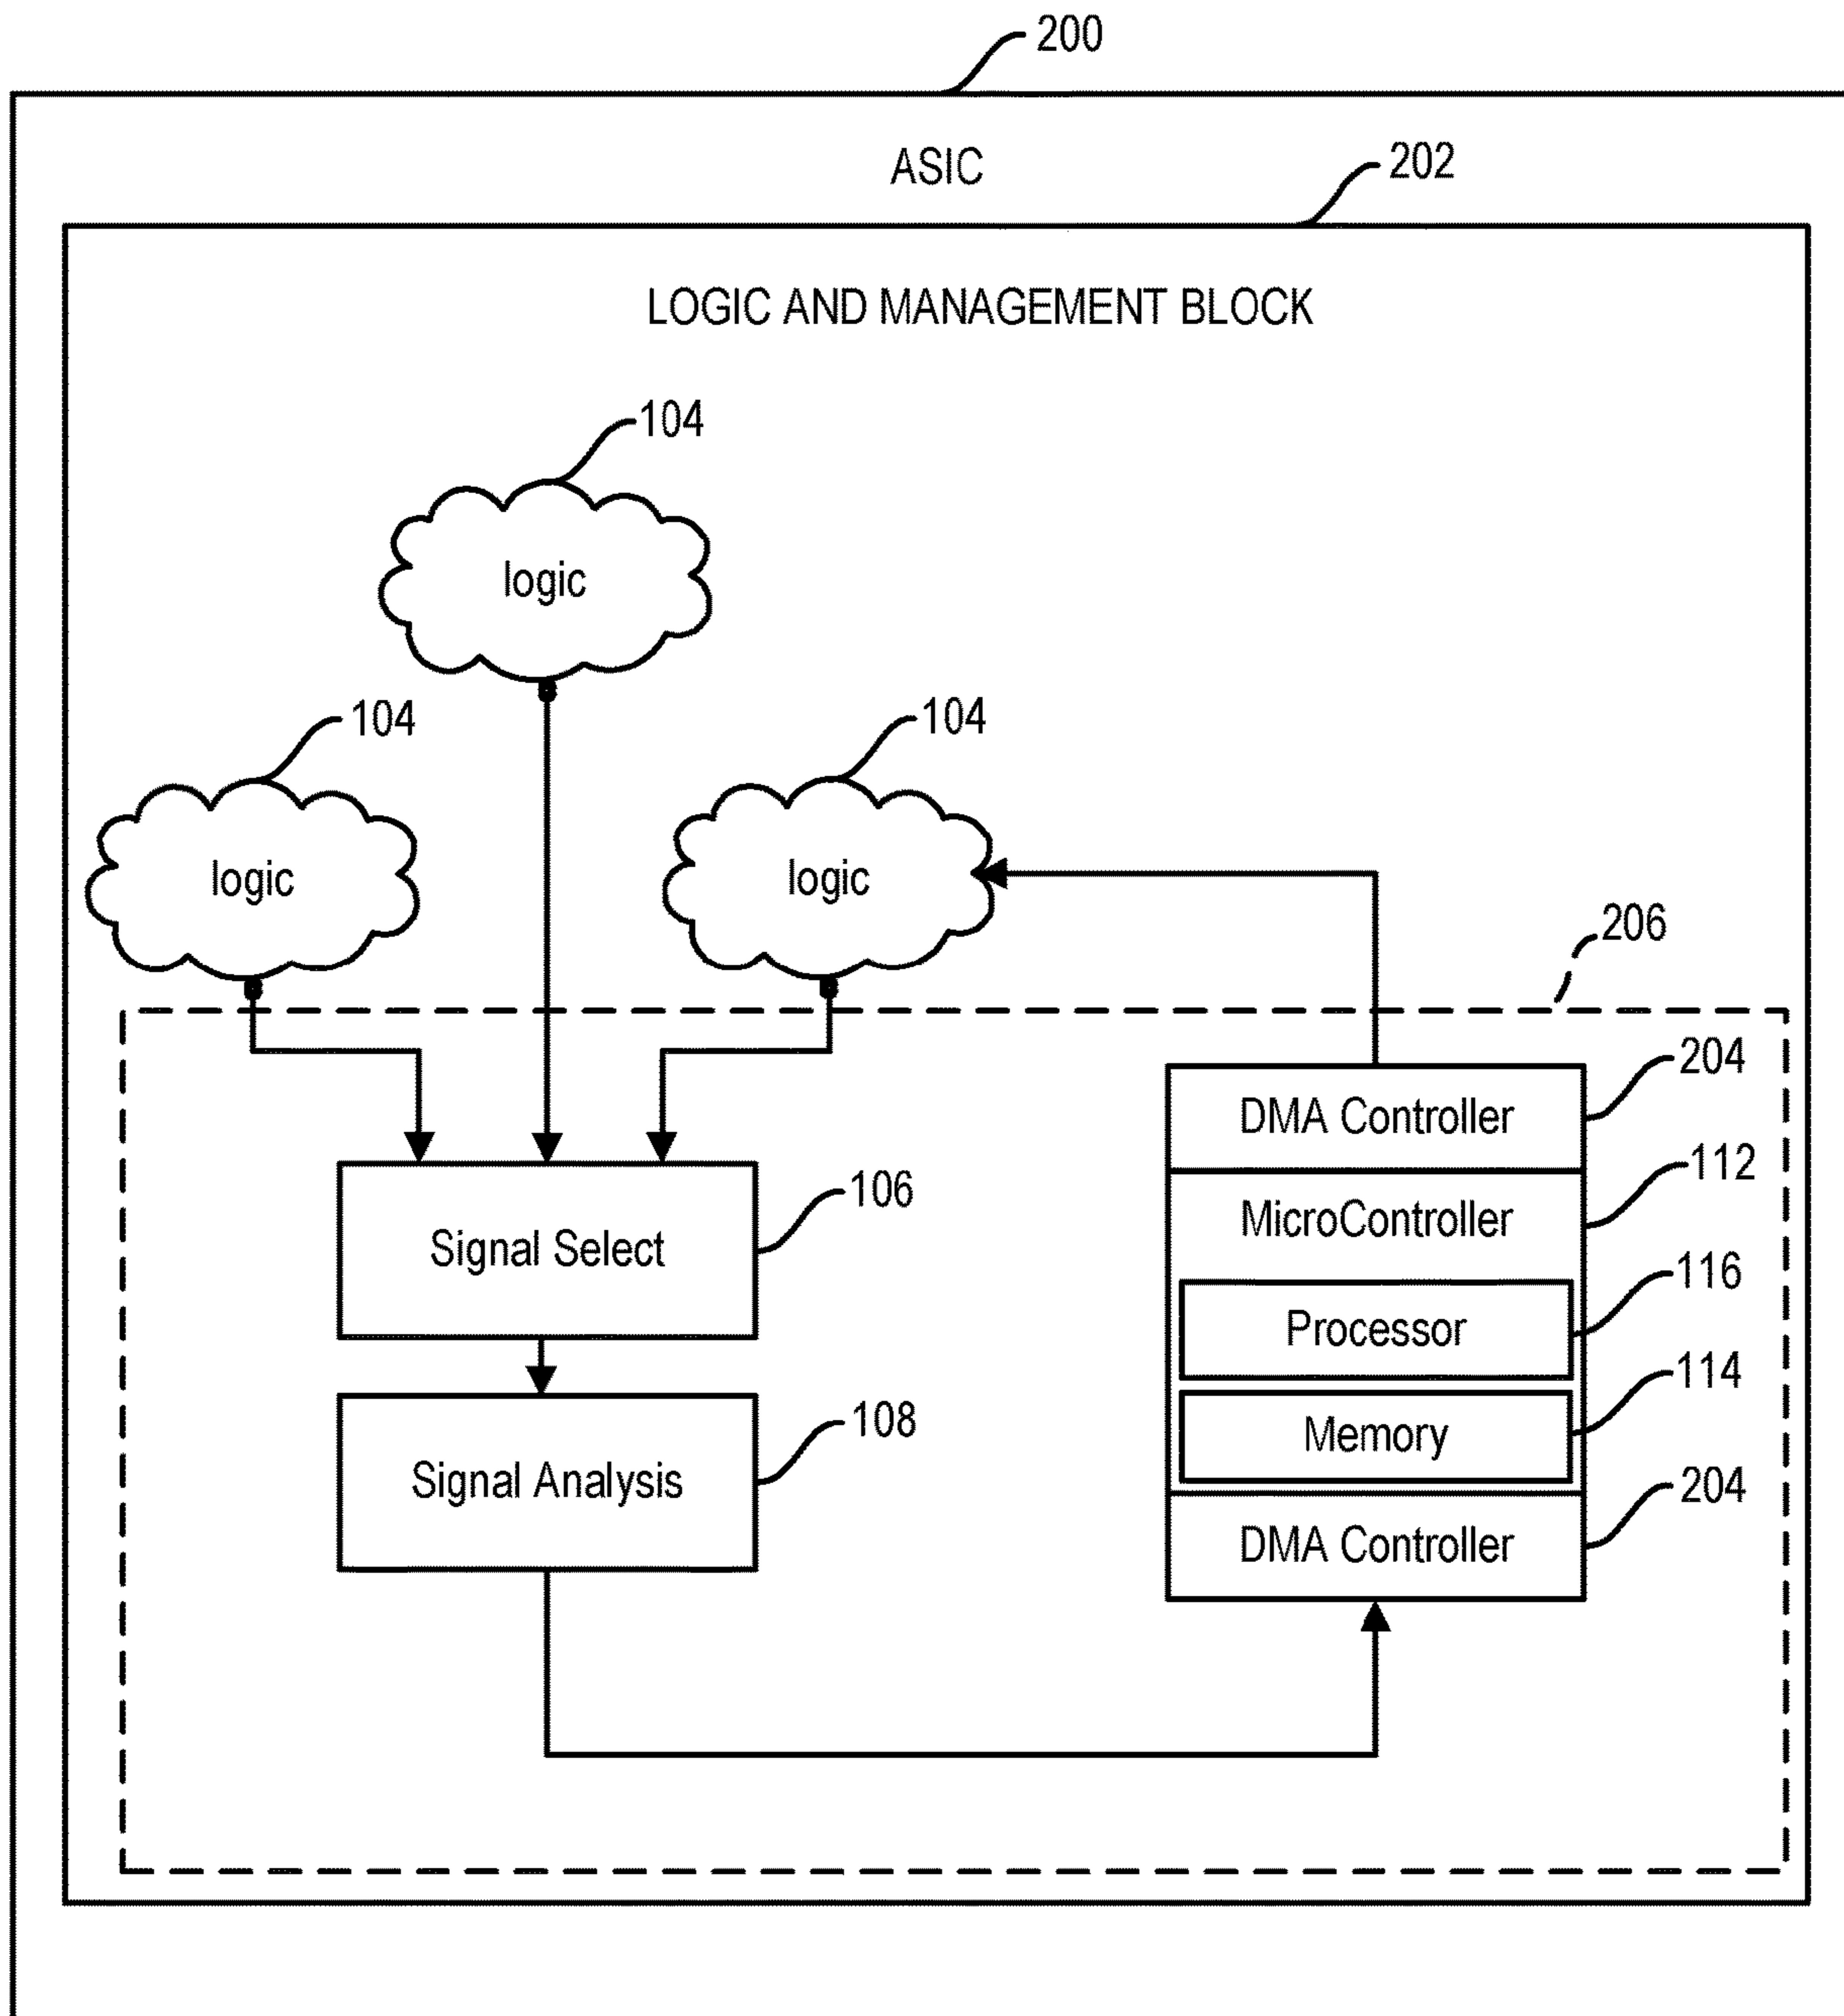 200
ASIC
202
LOGIC AND MANAGEMENT BLOCK
104
logic
104
104
logic
logic
206
204
DMA Controller
112
MicroController
106
Signal Select
116
Processor
114
Memory
108
Signal Analysis
204
DMA Controller